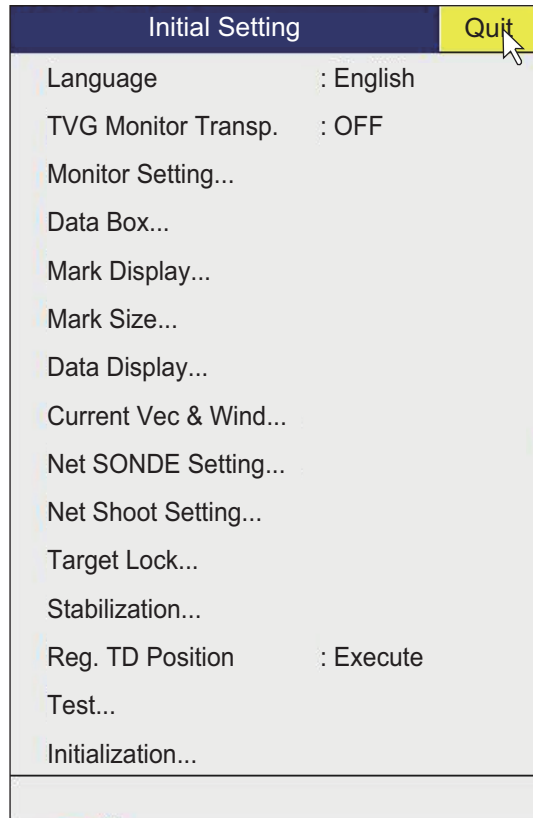 Initial Setting Quit
Language : English
TVG Monitor Transp. : OFF
Monitor Setting...
Data Box...
Mark Display...
Mark Size...
Data Display...
Current Vec & Wind...
Net SONDE Setting...
Net Shoot Setting...
Target Lock...
Stabilization...
Reg. TD Position : Execute
Test...
Initialization...